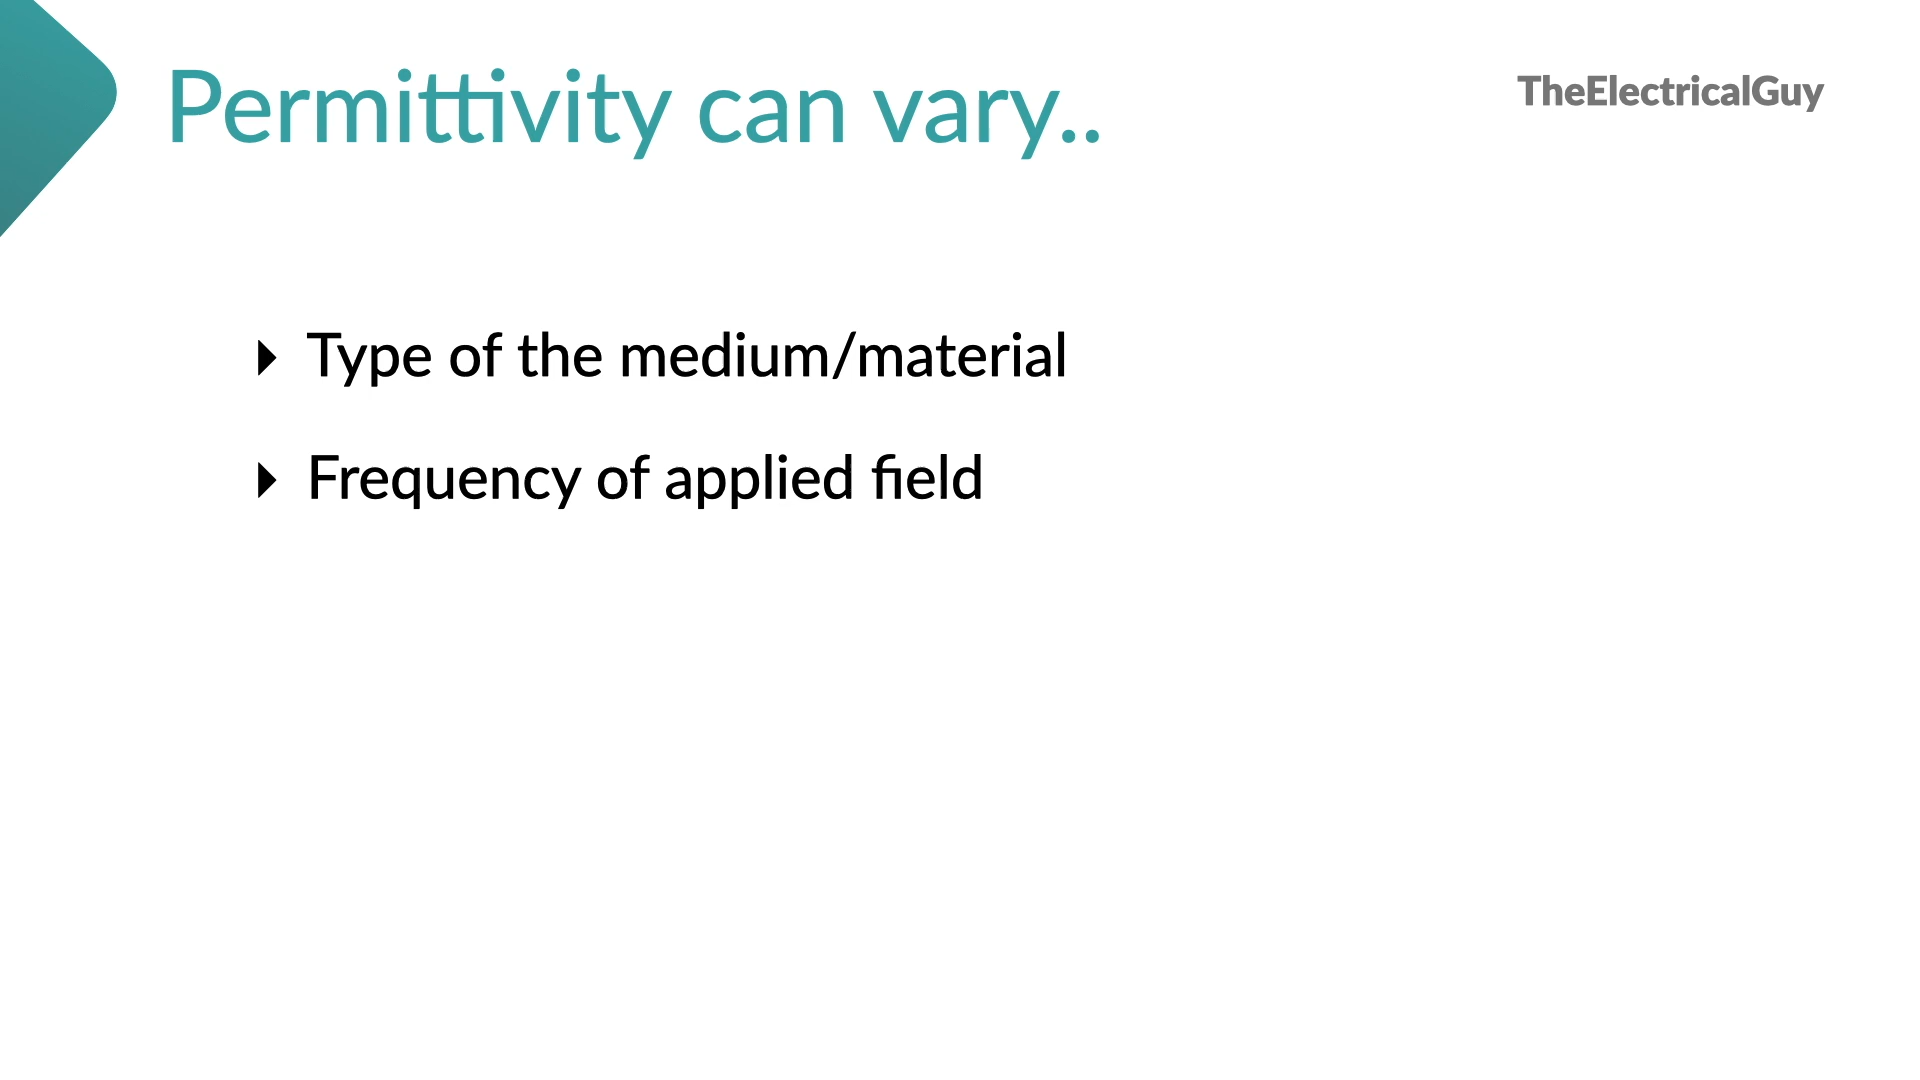 Permittivity can vary..
TheElectricalGuy
Type of the medium/material
Frequency of applied field